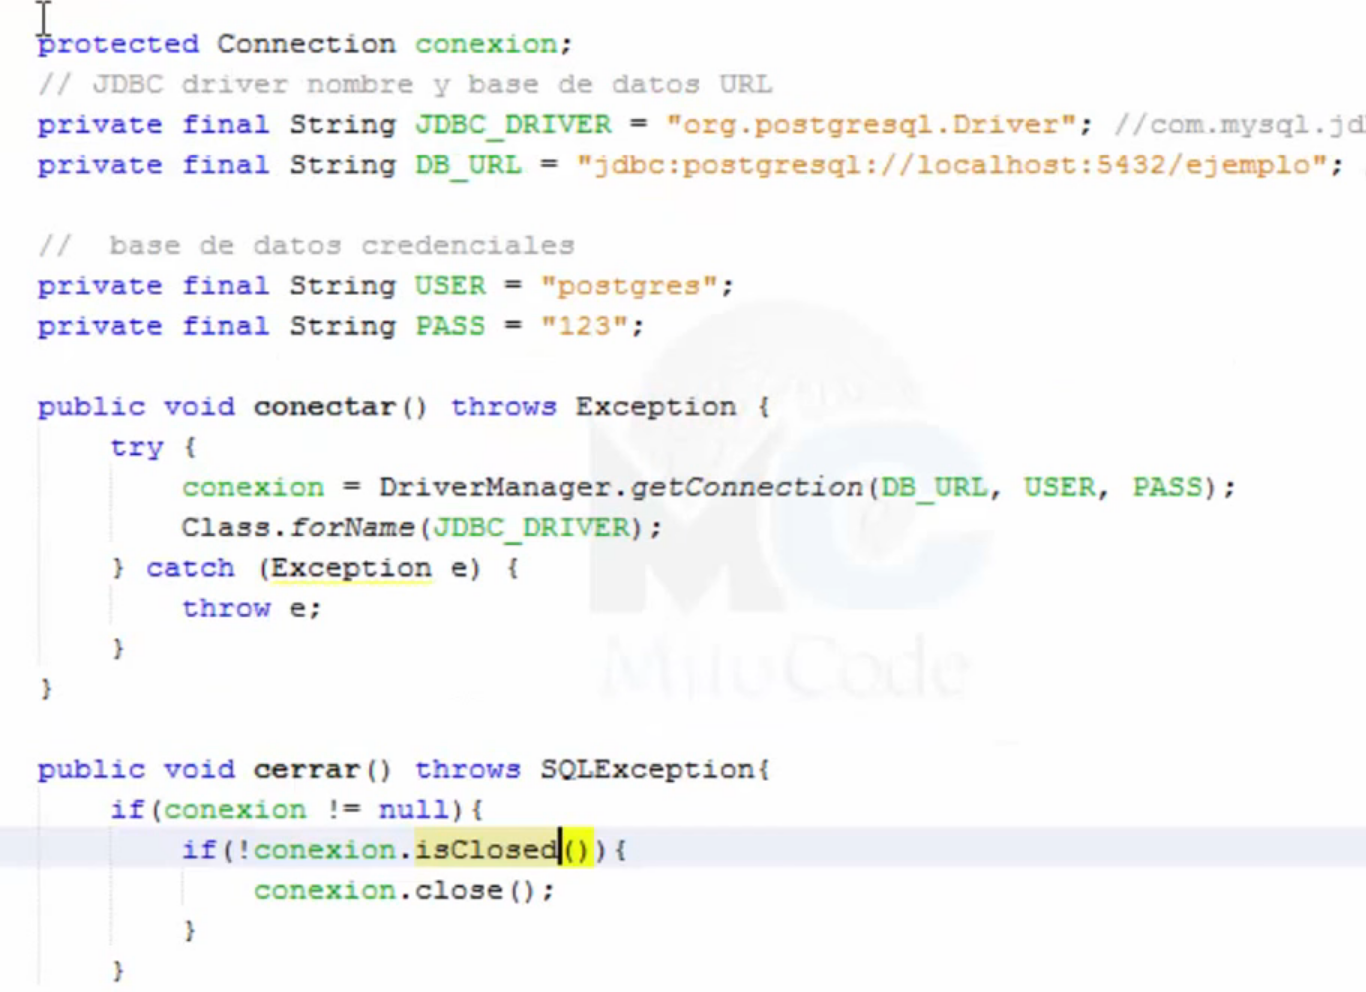 protected Connection conexion;
// JDBC driver nombre y base de datos URL
private final String JDBC_DRIVER = "org.postgresql.Driver"; //com.mysql.jd
private final String DB_URL = "jdbc:postgresql://localhost:5432/ejemplo";
// base de datos credenciales
private final String USER = "postgres";
private final String PASS = "123";
public void conectar() throws Exception {
try {
conexion = DriverManager.getConnection(DB_URL, USER, PASS);
Class.forName(JDBC_DRIVER);
} catch (Exception e) {
throw e;
}
}
public void cerrar() throws SQLException{
if(conexion != null){
if(!conexion.isClosed()){
conexion.close();
}
}
MC
MituCode